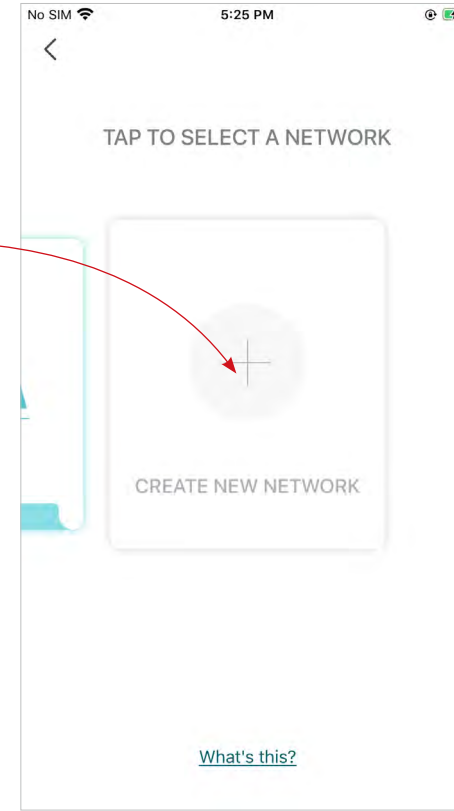 No SIM
5:25 PM
TAP TO SELECT A NETWORK
A
CREATE NEW NETWORK
What's this?